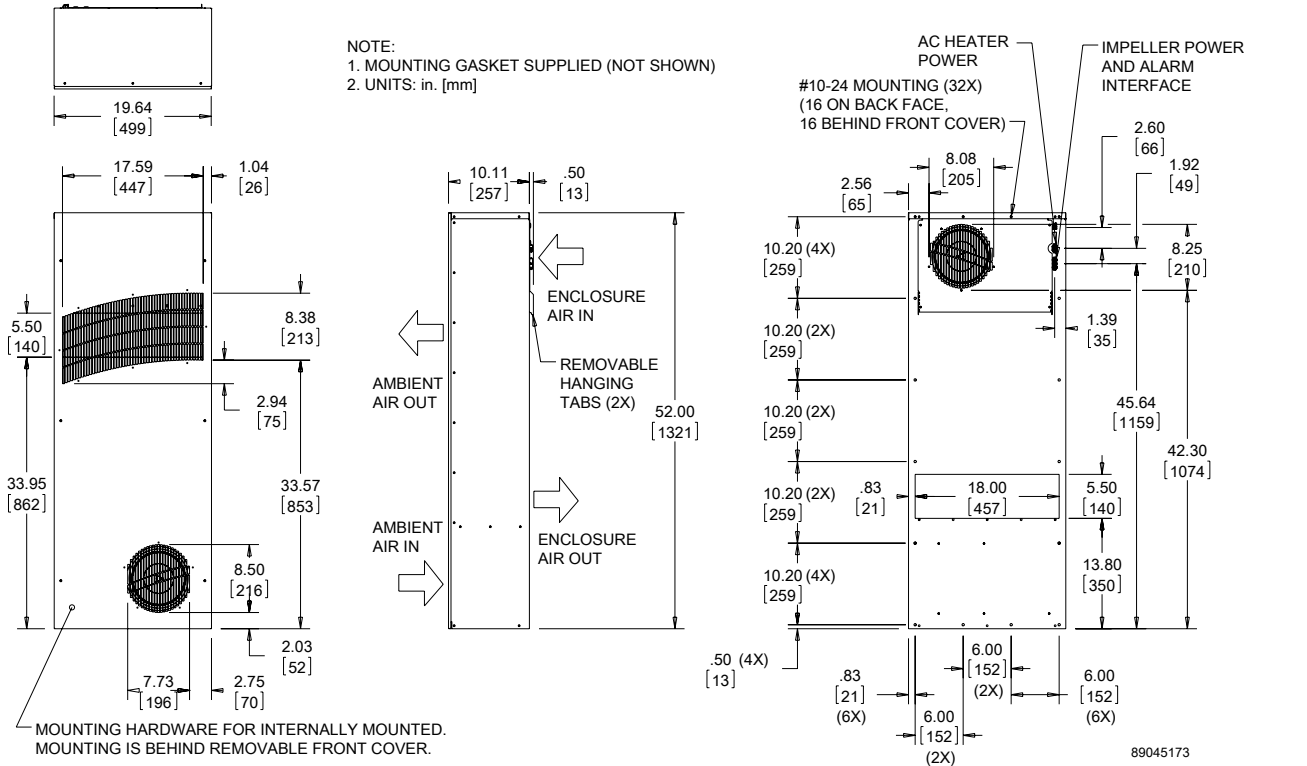 NOTE:
1. MOUNTING GASKET SUPPLIED (NOT SHOWN)
2. UNITS: in. [mm]
19.64
[499]
17.59
[447]
1.04
[26]
5.50
[140]
8.38
[213]
2.94
[75]
33.95
[862]
33.57
[853]
8.50
[216]
2.03
[52]
7.73
[196]
2.75
[70]
MOUNTING HARDWARE FOR INTERNALLY MOUNTED.
MOUNTING IS BEHIND REMOVABLE FRONT COVER.
10.11
[257]
.50
[13]
ENCLOSURE
AIR IN
AMBIENT
AIR OUT
REMOVABLE
HANGING
TABS (2X)
52.00
[1321]
AMBIENT
AIR IN
ENCLOSURE
AIR OUT
AC HEATER
POWER
IMPELLER POWER
AND ALARM
INTERFACE
#10-24 MOUNTING (32X)
(16 ON BACK FACE,
16 BEHIND FRONT COVER)
2.60
[66]
8.08
[205]
1.92
[49]
2.56
[65]
10.20 (4X)
[259]
8.25
[210]
10.20 (2X)
[259]
1.39
[35]
10.20 (2X)
[259]
45.64
[1159]
42.30
[1074]
10.20 (2X)
[259]
.83
[21]
18.00
[457]
5.50
[140]
10.20 (4X)
[259]
13.80
[350]
.50 (4X)
[13]
.83
[21]
(6X)
6.00
[152]
(2X)
6.00
[152]
(6X)
6.00
[152]
(2X)
89045173